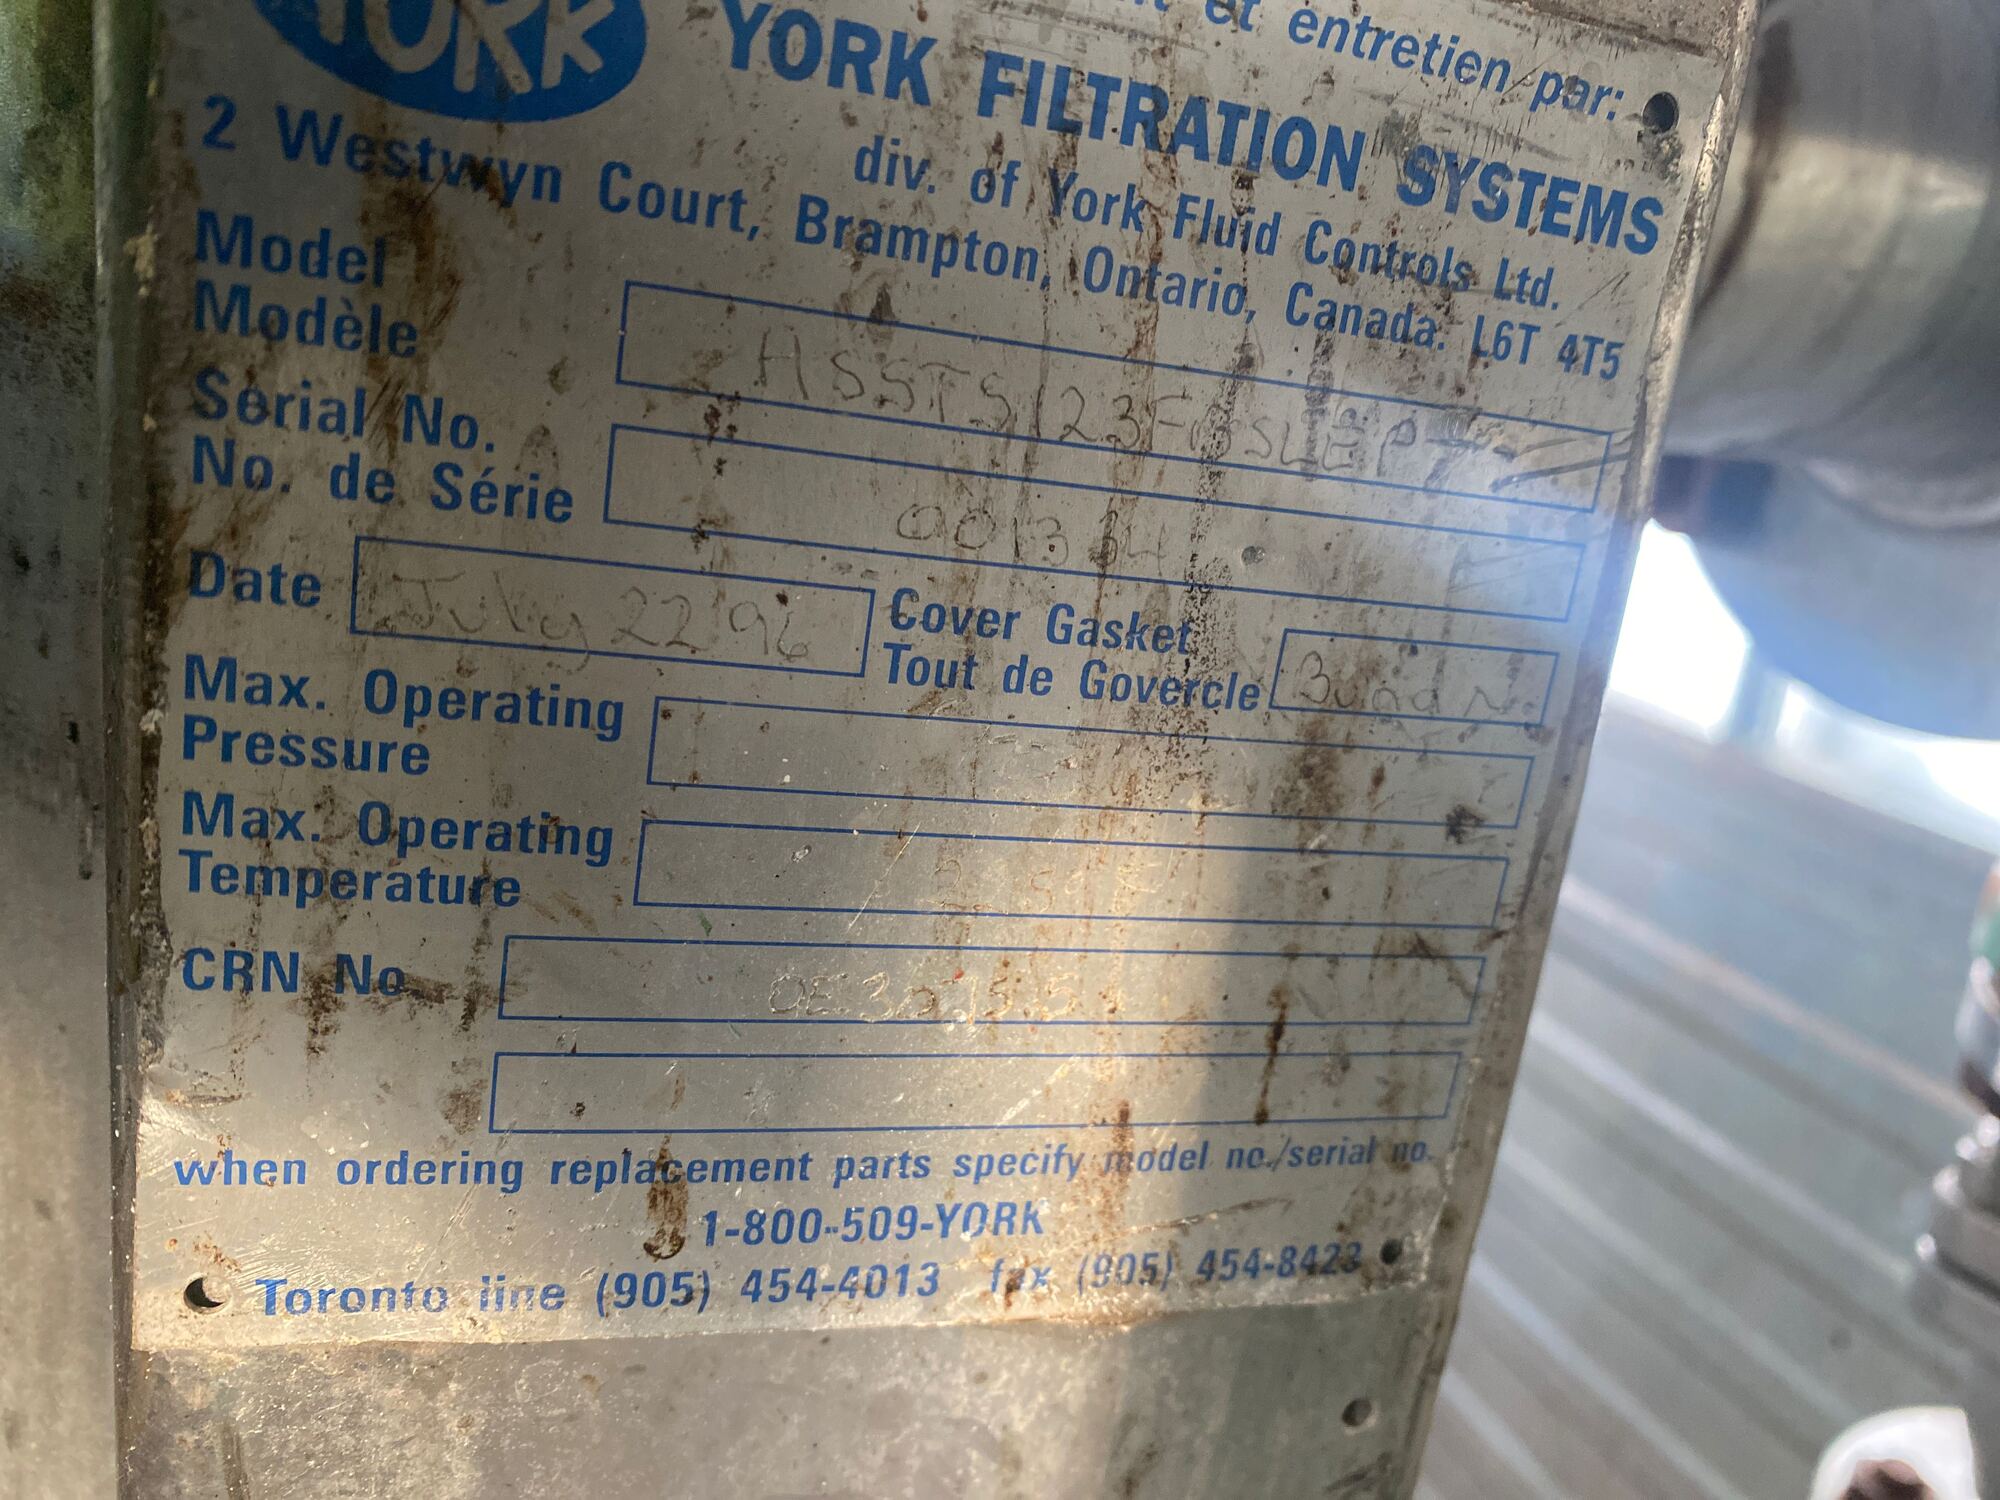 et entretien par:
YORK
YORK FILTRATION SYSTEMS
div. of York Fluid Controls Ltd.
2 Westwyn Court, Brampton, Ontario, Canada. L6T 4T5
Model
Modèle
Serial No.
No. de Série
001334
Date
July 22 96
Cover Gasket
Tout de Govercle
Buna N
Max. Operating
Pressure
Max. Operating
Temperature
CRN No.
when ordering replacement parts specify model no./serial no.
1-800-509-YORK
Toronto line (905) 454-4013 fax (905) 454-8423